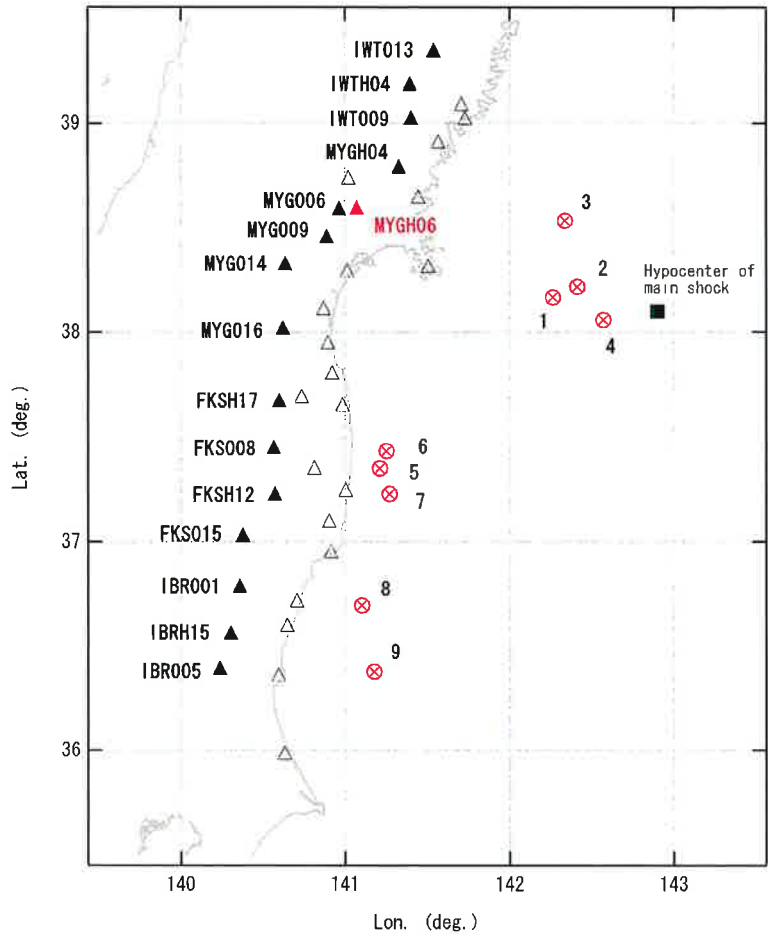 IWT013
IWTH04
39
IWT009
MYGH04
MYG006
3
MYGH06
MYG009
MYG014
2
Hypocenter of
main shock
1
38
MYG016
4
FKSH17
Lat. (deg.)
FKS008
6
5
FKSH12
7
FKS015
37
IBR001
8
IBRH15
9
IBR005
36
140
141
142
143
Lon. (deg.)